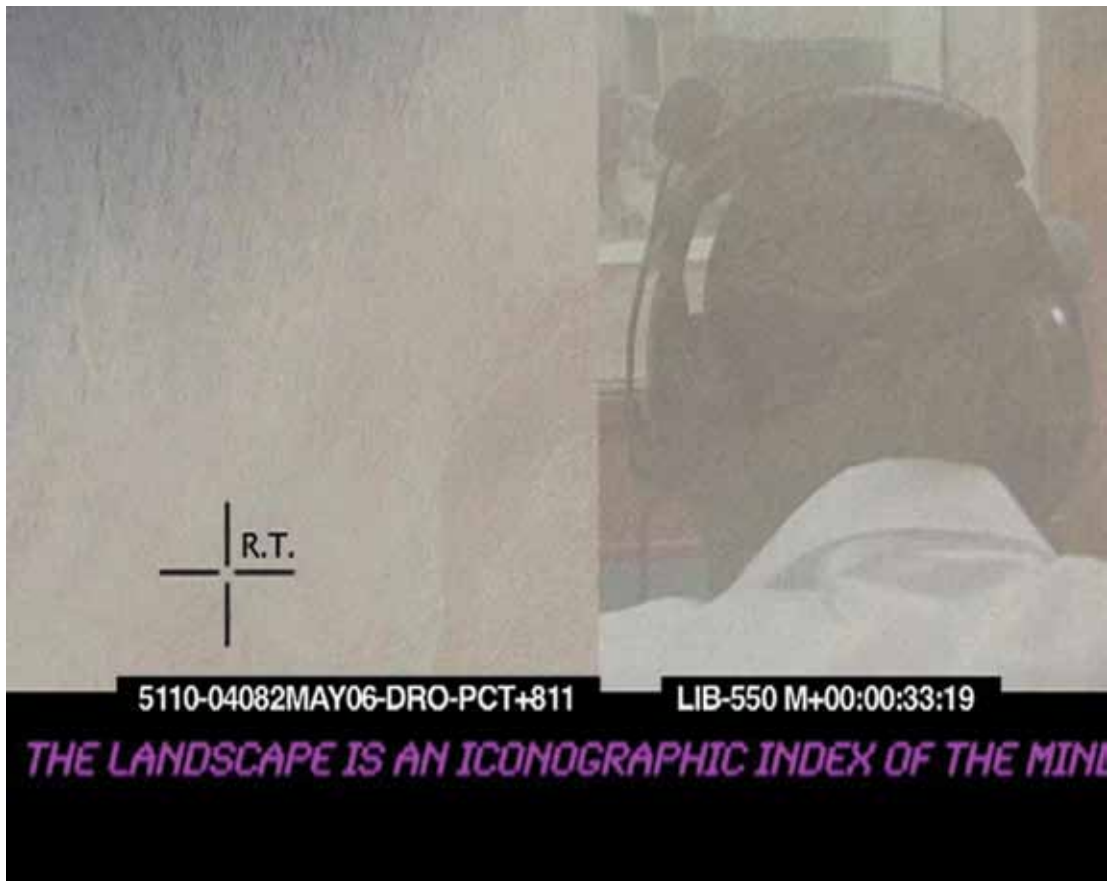 R.T.
5110-04082MAY06-DRO-PCT+811
LIB-550 M+00:00:33:19
THE LANDSCAPE IS AN ICONOGRAPHIC INDEX OF THE MIND